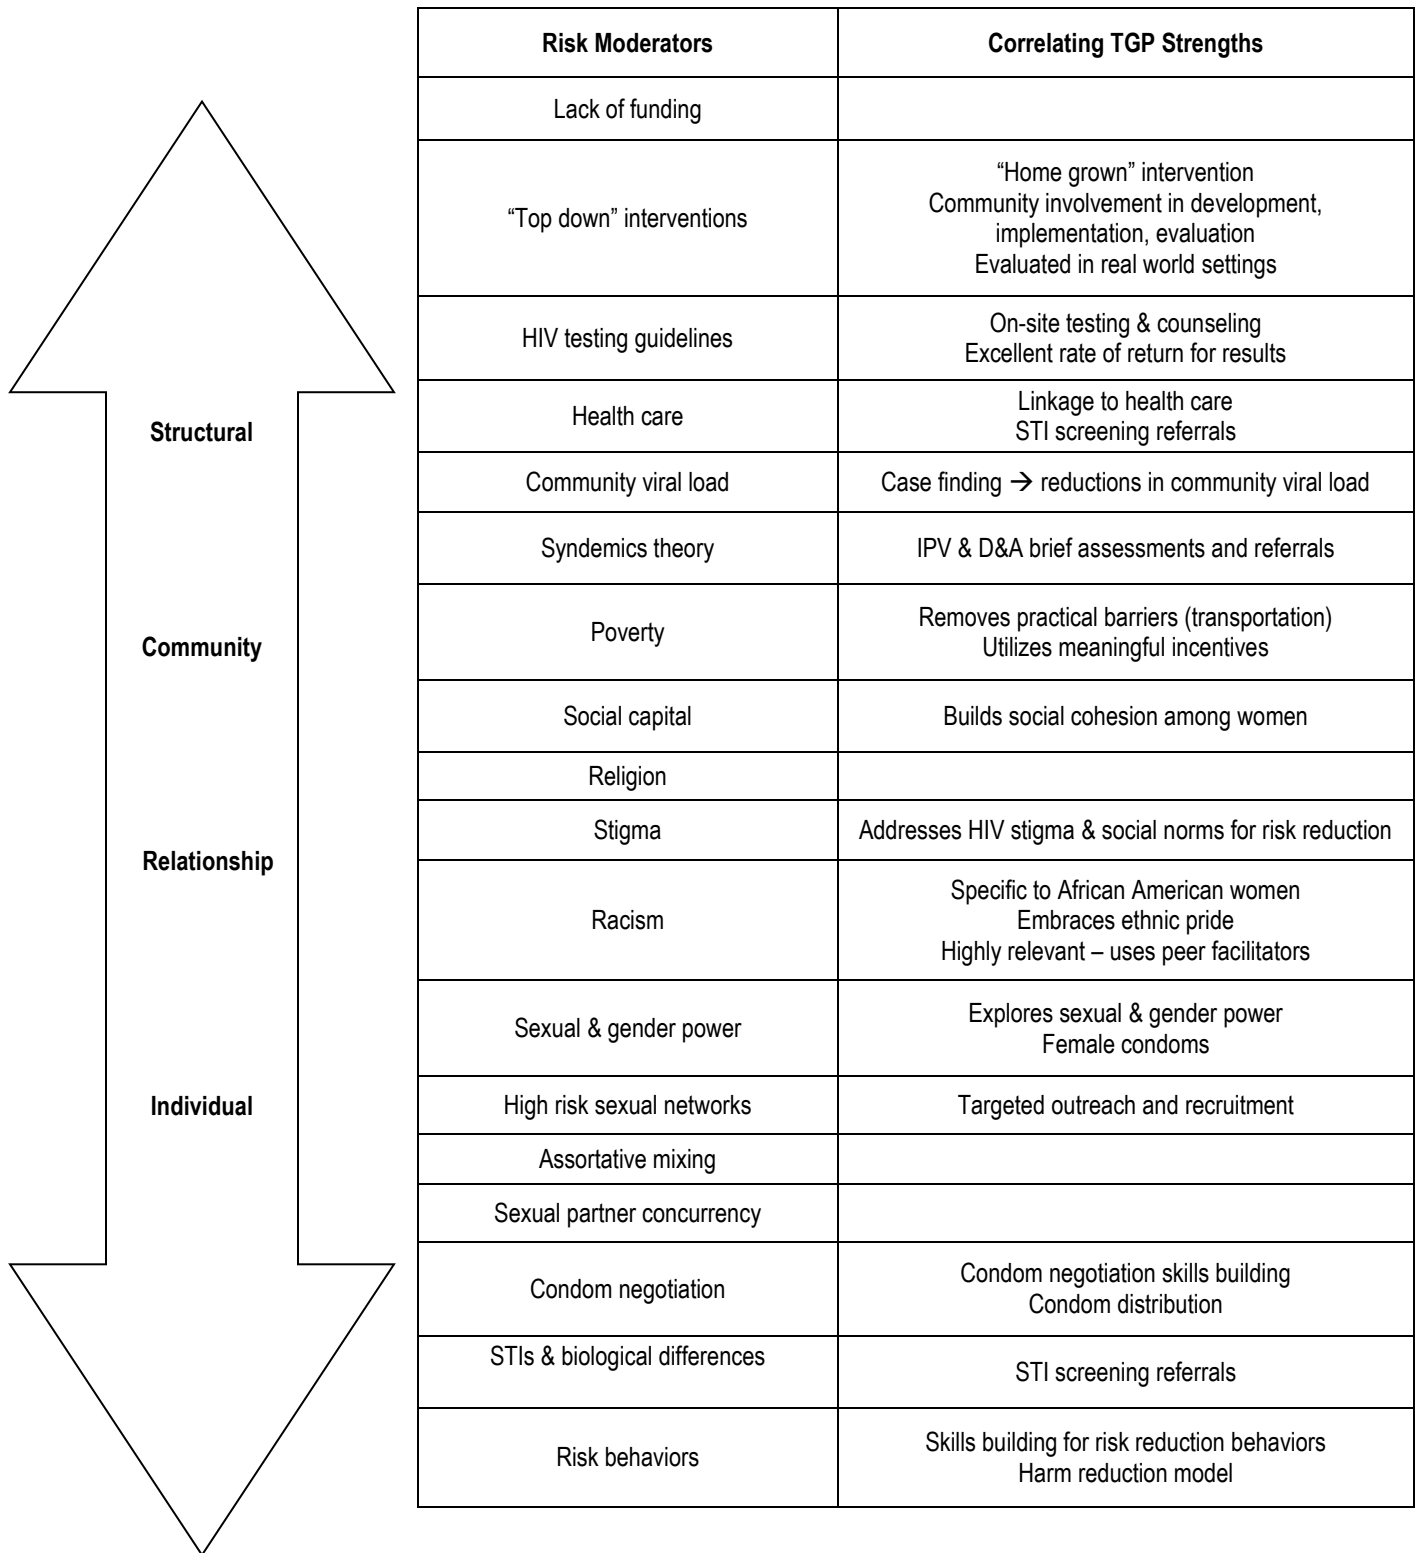 Risk Moderators
Correlating TGP Strengths
Lack of funding
“Top down” interventions
“Home grown” intervention
Community involvement in development,
implementation, evaluation
Evaluated in real world settings
HIV testing guidelines
On-site testing & counseling
Excellent rate of return for results
Structural
Health care
Linkage to health care
STI screening referrals
Community viral load
Case finding → reductions in community viral load
Syndemics theory
IPV & D&A brief assessments and referrals
Community
Poverty
Removes practical barriers (transportation)
Utilizes meaningful incentives
Social capital
Builds social cohesion among women
Religion
Stigma
Addresses HIV stigma & social norms for risk reduction
Relationship
Racism
Specific to African American women
Embraces ethnic pride
Highly relevant – uses peer facilitators
Sexual & gender power
Explores sexual & gender power
Female condoms
Individual
High risk sexual networks
Targeted outreach and recruitment
Assortative mixing
Sexual partner concurrency
Condom negotiation
Condom negotiation skills building
Condom distribution
STIs & biological differences
STI screening referrals
Risk behaviors
Skills building for risk reduction behaviors
Harm reduction model